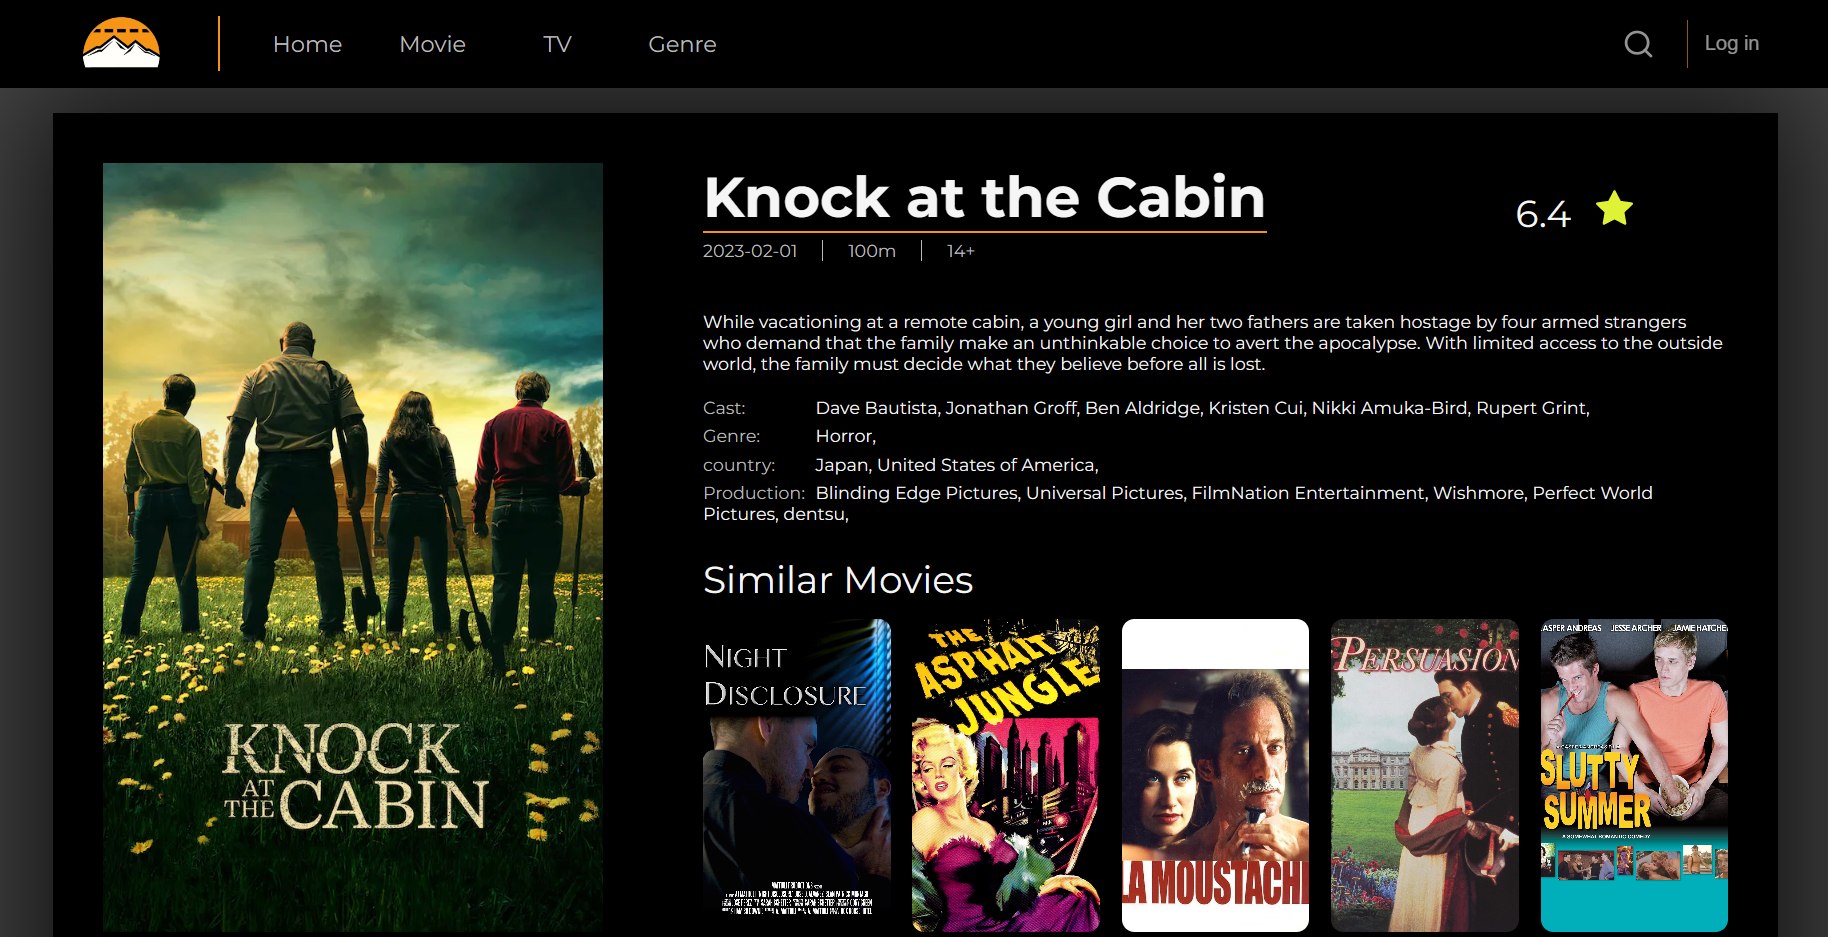 Home Movie TV Genre Log in
Knock at the Cabin
6.4
2023-02-01 100m 14+
While vacationing at a remote cabin, a young girl and her two fathers are taken hostage by four armed strangers
who demand that the family make an unthinkable choice to avert the apocalypse. With limited access to the outside
world, the family must decide what they believe before all is lost.
Cast: Dave Bautista, Jonathan Groff, Ben Aldridge, Kristen Cui, Nikki Amuka-Bird, Rupert Grint,
Genre: Horror,
country: Japan, United States of America,
Production: Blinding Edge Pictures, Universal Pictures, FilmNation Entertainment, Wishmore, Perfect World
Pictures, dentsu,
KNOCK
AT
THE CABIN
Similar Movies
NIGHT
DISCLOSURE
THE
ASPHALT
JUNGLE
LA MOUSTACH
PERSUASION
ASPER ANDREAS JESSE ARCHER JAMIE HATCHE
SLUTTY
SUMMER
A SOMEWHAT ROMANTIC COMEDY